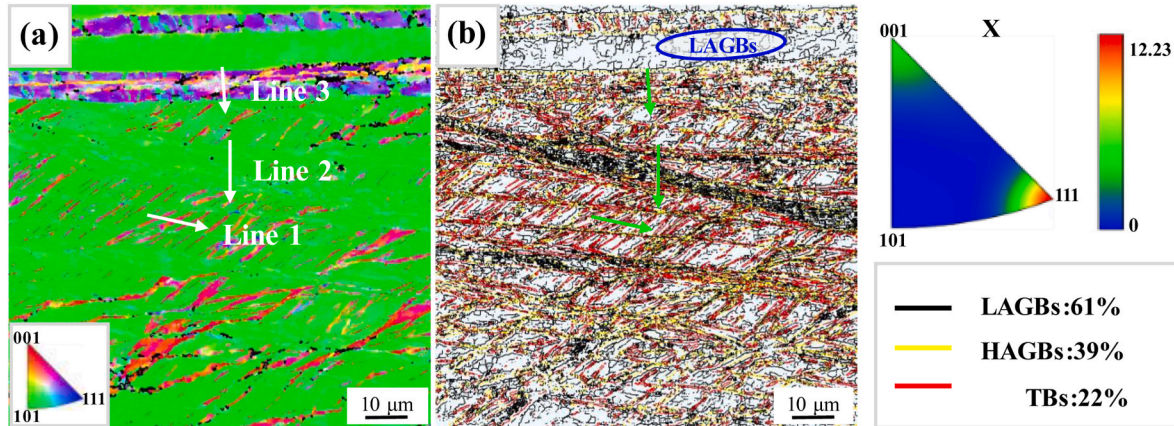 (a)
Line 3
Line 2
Line 1
001
101
111
10 μm
(b)
LAGBs
10 μm
X
001
111
101
12.23
0
LAGBs:61%
HAGBs:39%
TBs:22%